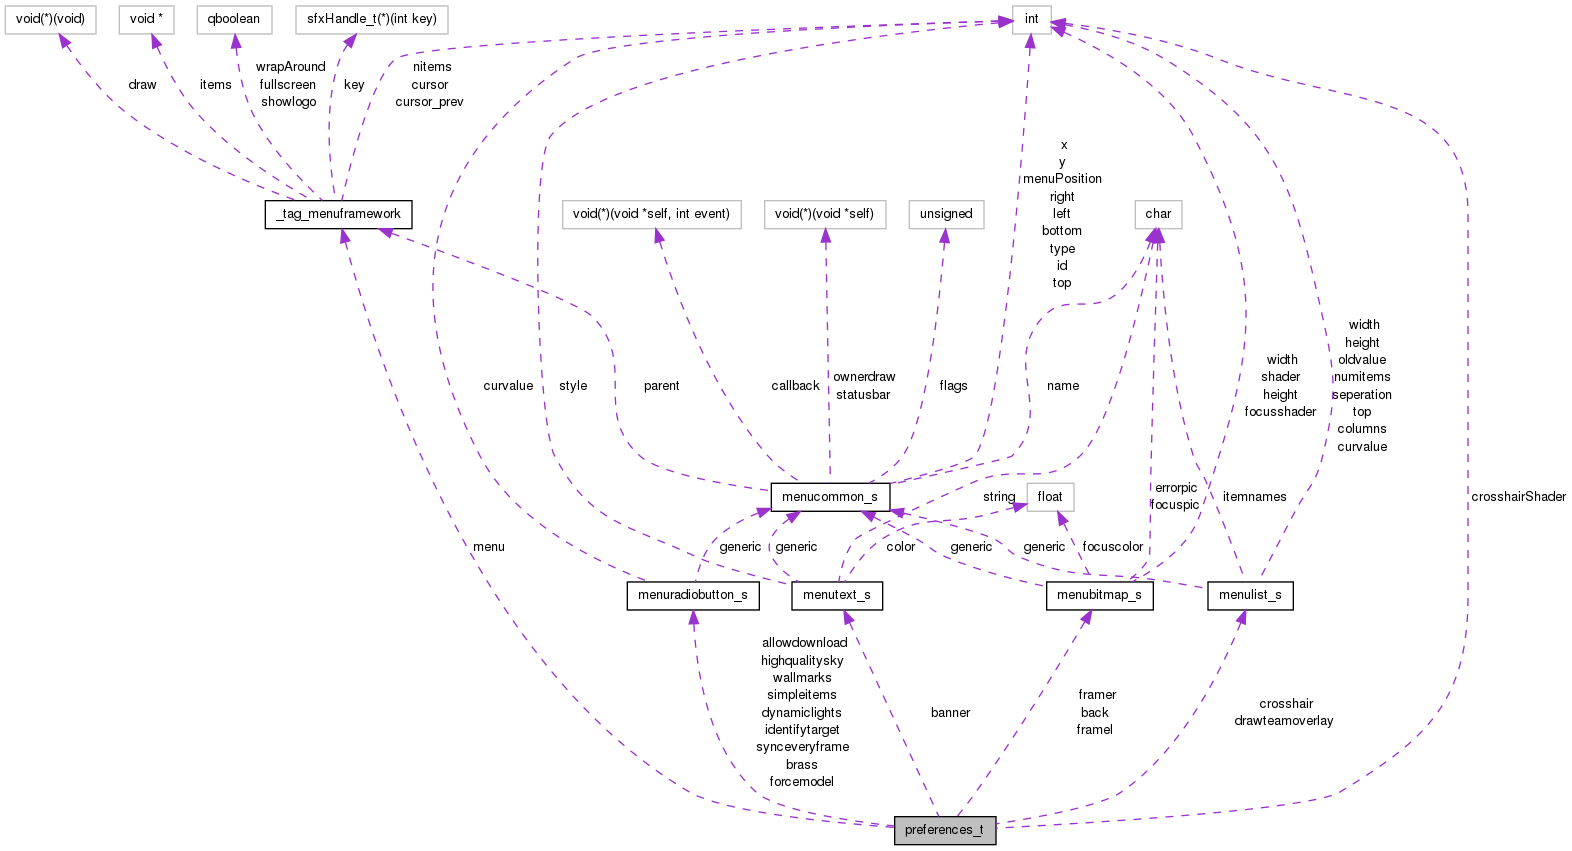 void(*)(void)
void *
qboolean
sfxHandle_t(*)(int key)
int
draw
items
wrapAround
fullscreen
showlogo
key
nitems
cursor
cursor_prev
x
y
menuPosition
right
left
bottom
type
id
top
_tag_menuframework
void(*)(void *self, int event)
void(*)(void *self)
unsigned
char
curvalue
style
parent
callback
ownerdraw
statusbar
flags
name
width
shader
height
focusshader
width
height
oldvalue
numitems
seperation
top
columns
curvalue
menucommon_s
string
float
errorpic
focuspic
itemnames
crosshairShader
menu
generic
generic
color
generic
generic
focuscolor
menuradiobutton_s
menutext_s
menubitmap_s
menulist_s
allowdownload
highqualitysky
wallmarks
simpleitems
dynamiclights
identifytarget
synceveryframe
brass
forcemodel
banner
framer
back
framel
crosshair
drawteamoverlay
preferences_t